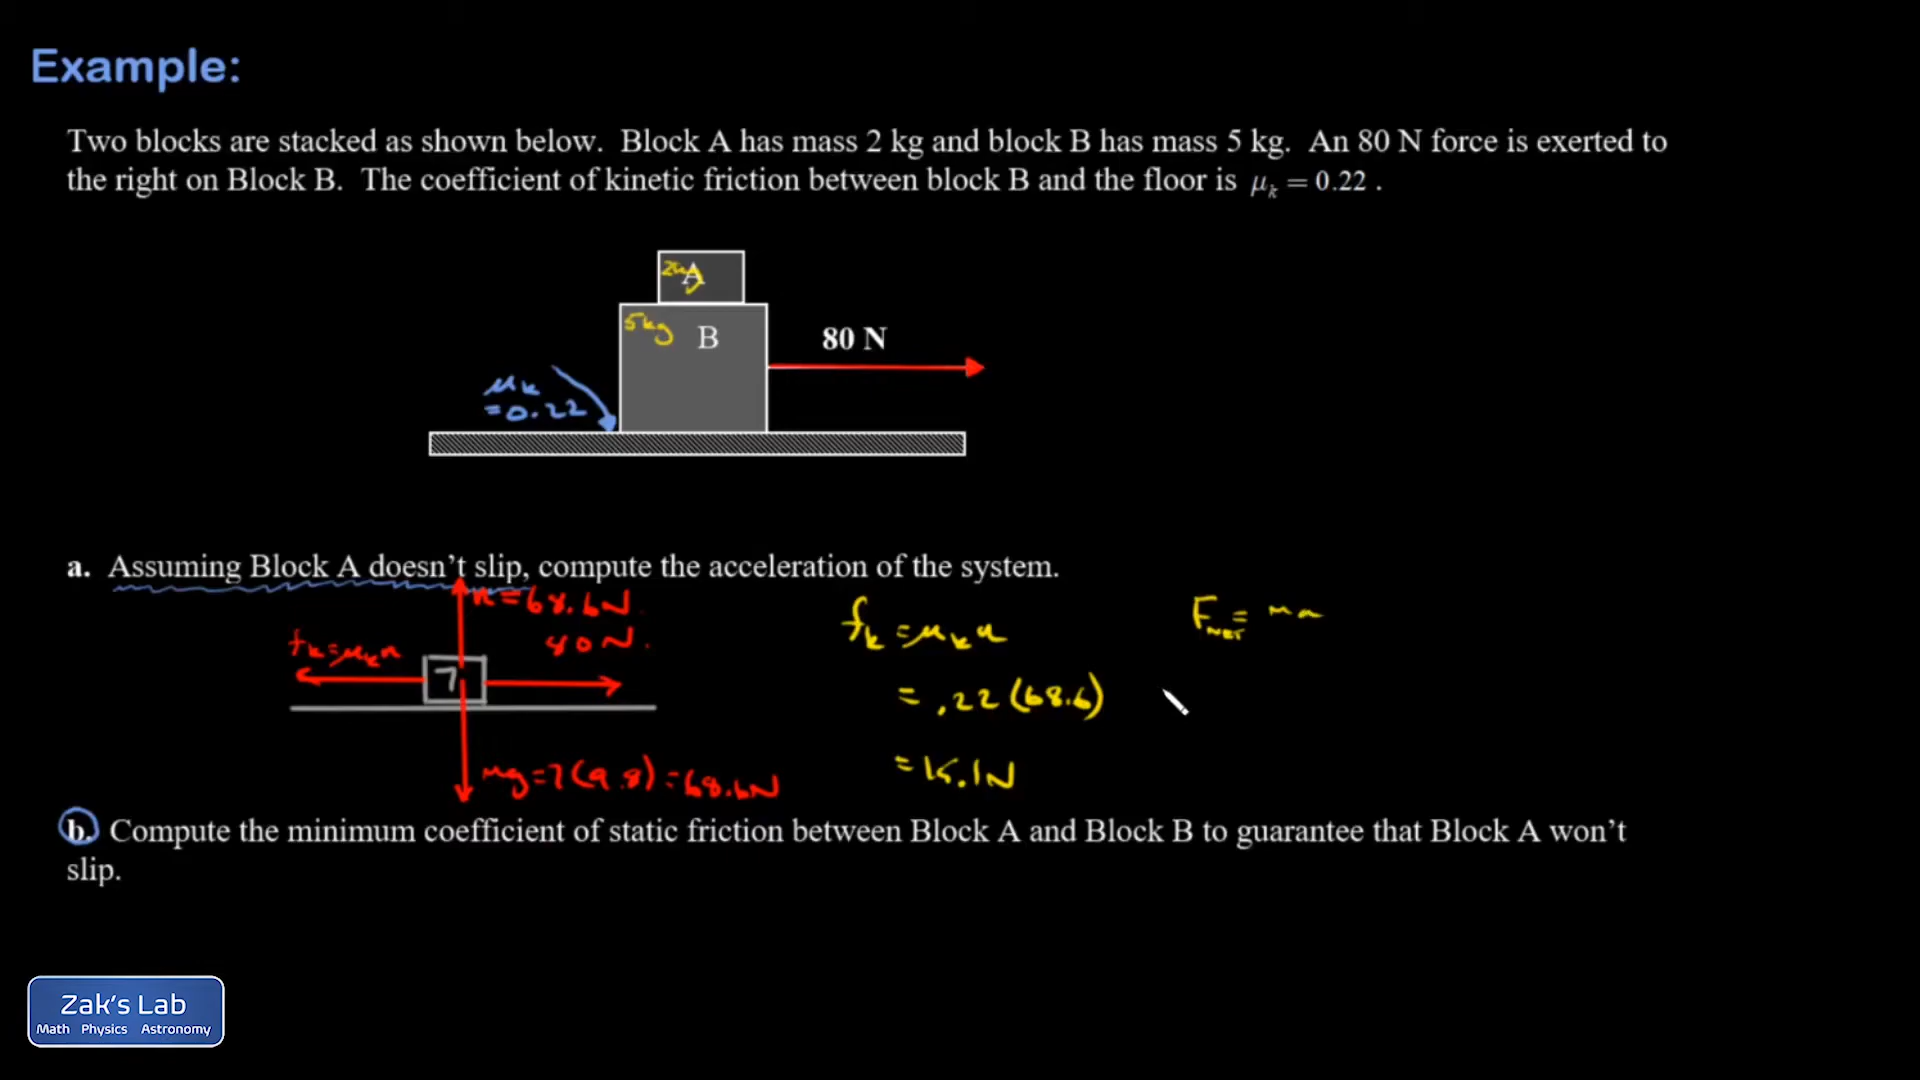 Example:
Two blocks are stacked as shown below. Block A has mass 2 kg and block B has mass 5 kg. An 80 N force is exerted to
the right on Block B. The coefficient of kinetic friction between block B and the floor is μk = 0.22 .
2kg A
5kg B
80 N
μk
=0.22
a. Assuming Block A doesn't slip, compute the acceleration of the system.
n=68.6N
80N.
fk=μkn
7
mg=7(9.8)=68.6N
fk=μkn
=.22(68.6)
=15.1N
FNET=ma
b. Compute the minimum coefficient of static friction between Block A and Block B to guarantee that Block A won't
slip.
Zak's Lab
Math Physics Astronomy